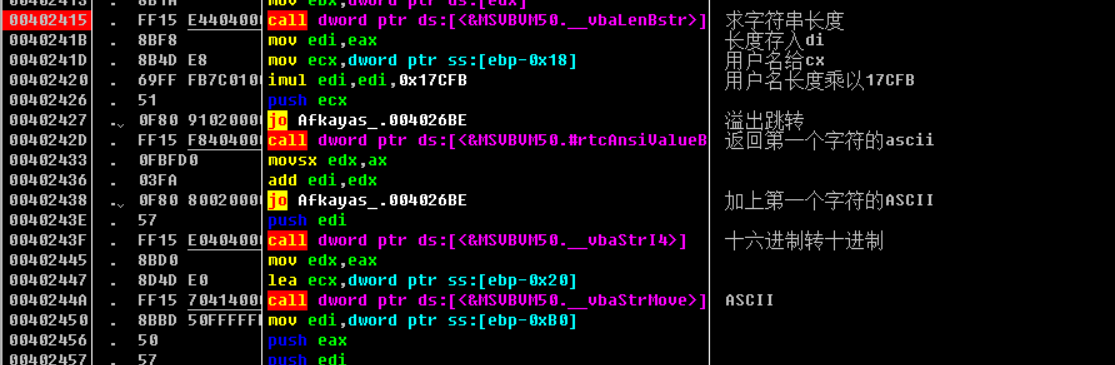 00402415 . FF15 E4404000 call dword ptr ds:[<&MSVBVM50.__vbaLenBstr>] 求字符串长度
0040241B . 8BF8 mov edi,eax 长度存入di
0040241D . 8B4D E8 mov ecx,dword ptr ss:[ebp-0x18] 用户名给cx
00402420 . 69FF FB7C0100 imul edi,edi,0x17CFB 用户名长度乘以17CFB
00402426 . 51 push ecx
00402427 .. 0F80 91020000 jo Afkayas_.004026BE 溢出跳转
0040242D . FF15 F8404000 call dword ptr ds:[<&MSVBVM50.#rtcAnsiValueB 返回第一个字符的ascii
00402433 . 0FBFD0 movsx edx,ax
00402436 . 03FA add edi,edx
00402438 .. 0F80 80020000 jo Afkayas_.004026BE 加上第一个字符的ASCII
0040243E . 57 push edi
0040243F . FF15 E0404000 call dword ptr ds:[<&MSVBVM50.__vbaStrI4>] 十六进制转十进制
00402445 . 8BD0 mov edx,eax
00402447 . 8D4D E0 lea ecx,dword ptr ss:[ebp-0x20]
0040244A . FF15 70414000 call dword ptr ds:[<&MSVBVM50.__vbaStrMove>] ASCII
00402450 . 8BBD 50FFFFFF mov edi,dword ptr ss:[ebp-0xB0]
00402456 . 50 push eax
00402457 . 57 push edi